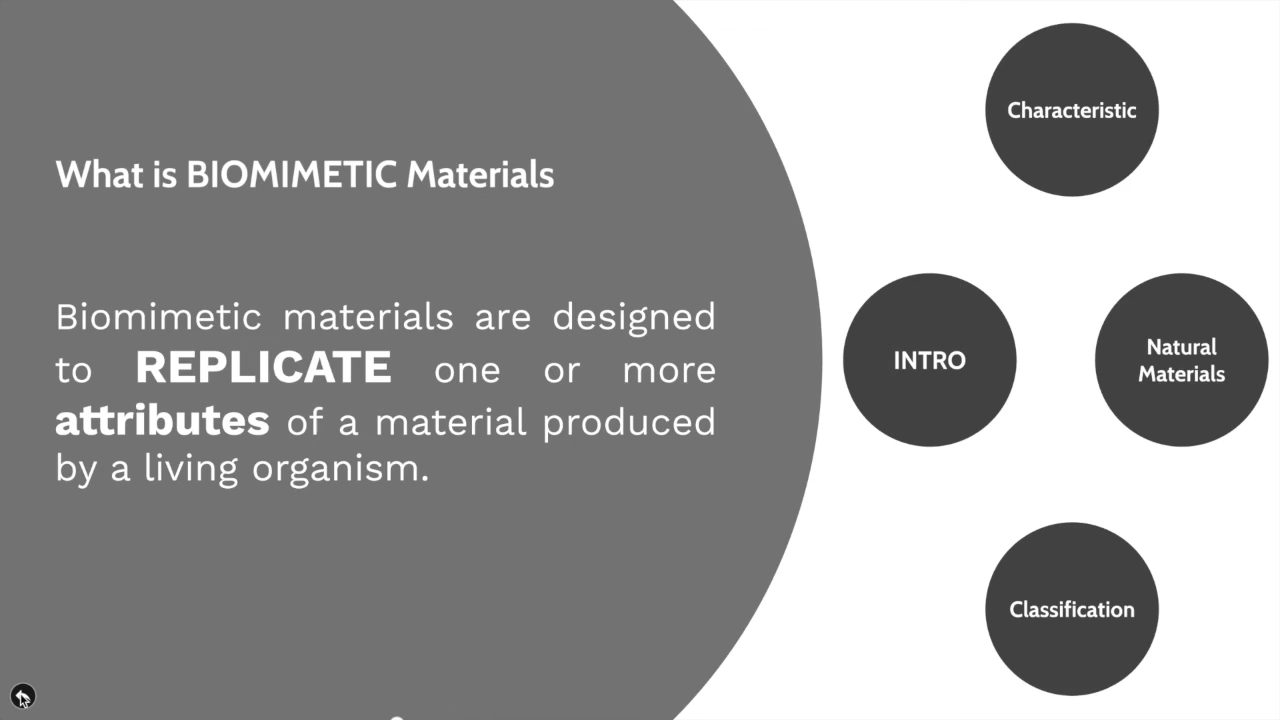 What is BIOMIMETIC Materials
Biomimetic materials are designed
to REPLICATE one or more
attributes of a material produced
by a living organism.
Characteristic
INTRO
Natural
Materials
Classification